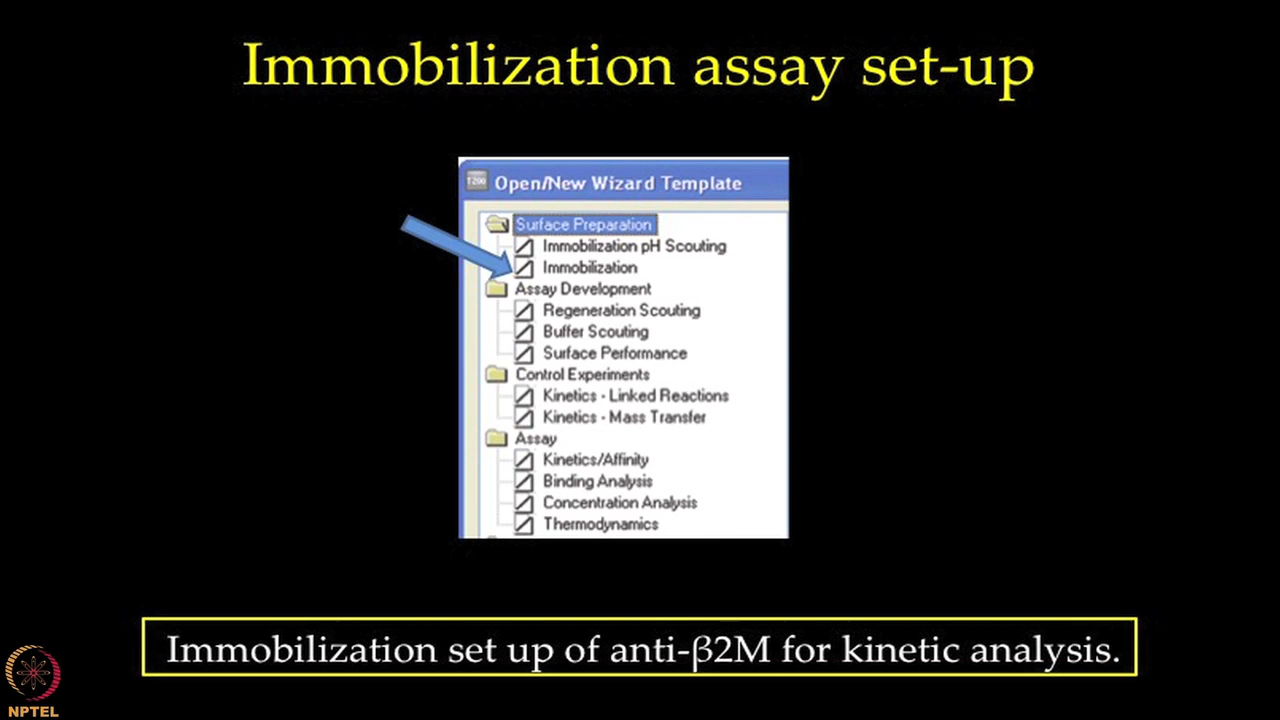 Immobilization assay set-up
T200
Open/New Wizard Template
Surface Preparation
Immobilization pH Scouting
Immobilization
Assay Development
Regeneration Scouting
Buffer Scouting
Surface Performance
Control Experiments
Kinetics - Linked Reactions
Kinetics - Mass Transfer
Assay
Kinetics/Affinity
Binding Analysis
Concentration Analysis
Thermodynamics
Immobilization set up of anti-β2M for kinetic analysis.
NPTEL